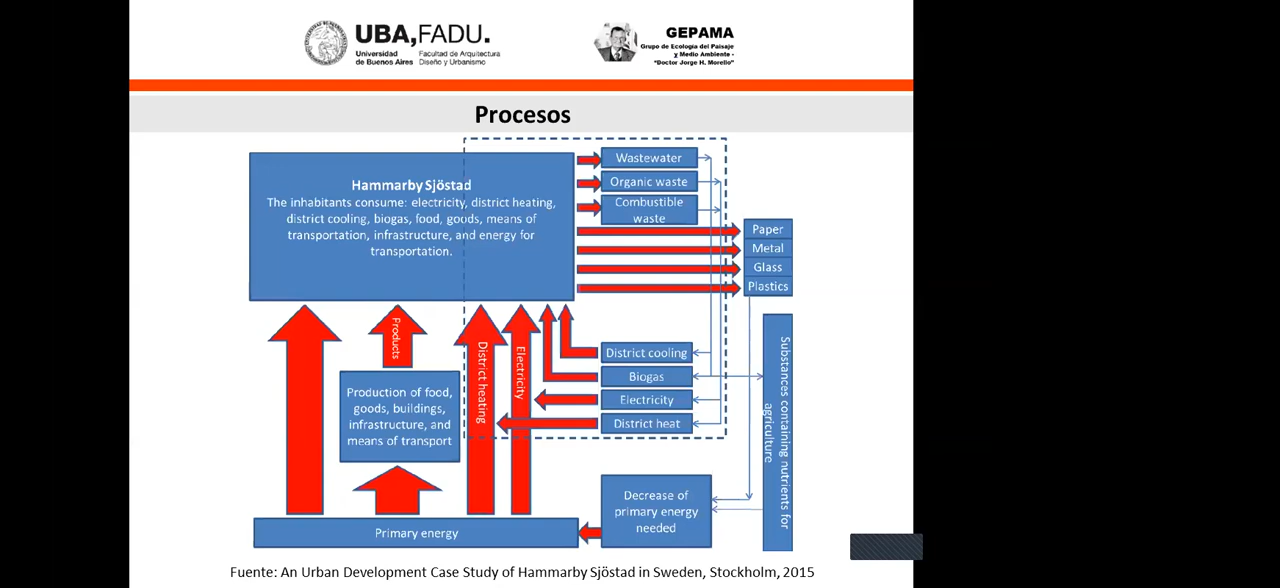 UBA,FADU.
Universidad
de Buenos Aires
Facultad de Arquitectura
Diseño y Urbanismo
GEPAMA
Grupo de Ecología del Paisaje
y Medio Ambiente -
"Doctor Jorge H. Morello"
Procesos
Hammarby Sjöstad
The inhabitants consume: electricity, district heating,
district cooling, biogas, food, goods, means of
transportation, infrastructure, and energy for
transportation.
Wastewater
Organic waste
Combustible
waste
Paper
Metal
Glass
Plastics
Products
District heating
Electricity
District cooling
Biogas
Electricity
District heat
Substances containing nutrients for
agriculture
Production of food,
goods, buildings,
infrastructure, and
means of transport
Decrease of
primary energy
needed
Primary energy
Fuente: An Urban Development Case Study of Hammarby Sjöstad in Sweden, Stockholm, 2015